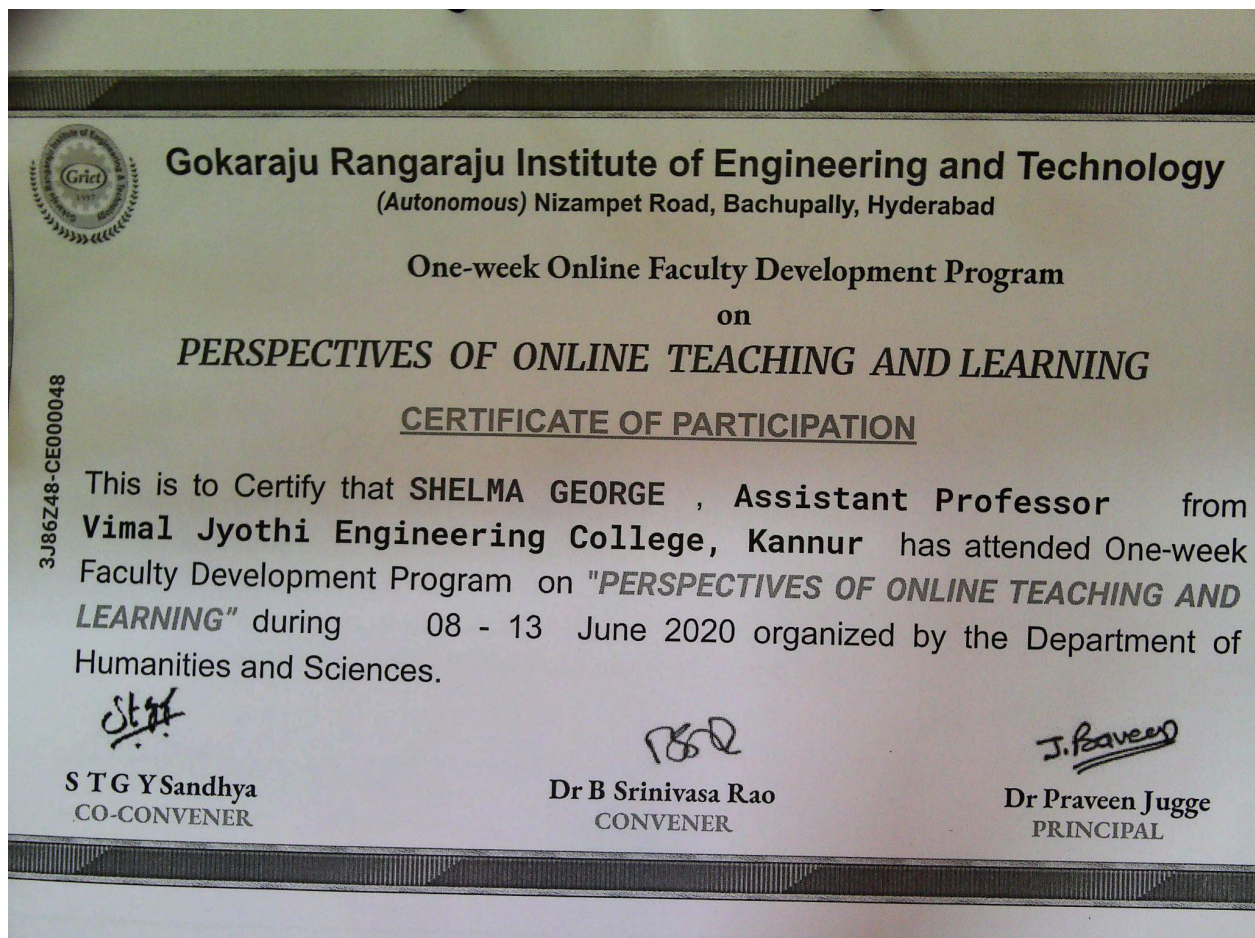 Gokaraju Rangaraju Institute of Engineering and Technology
Griet
1997
(Autonomous) Nizampet Road, Bachupally, Hyderabad
One-week Online Faculty Development Program
on
PERSPECTIVES OF ONLINE TEACHING AND LEARNING
CERTIFICATE OF PARTICIPATION
3J86Z48-CE000048
This is to Certify that SHELMA GEORGE , Assistant Professor from
Vimal Jyothi Engineering College, Kannur has attended One-week
Faculty Development Program on "PERSPECTIVES OF ONLINE TEACHING AND
LEARNING" during 08 - 13 June 2020 organized by the Department of
Humanities and Sciences.
J. Praveen
S T G Y Sandhya
CO-CONVENER
Dr B Srinivasa Rao
CONVENER
Dr Praveen Jugge
PRINCIPAL